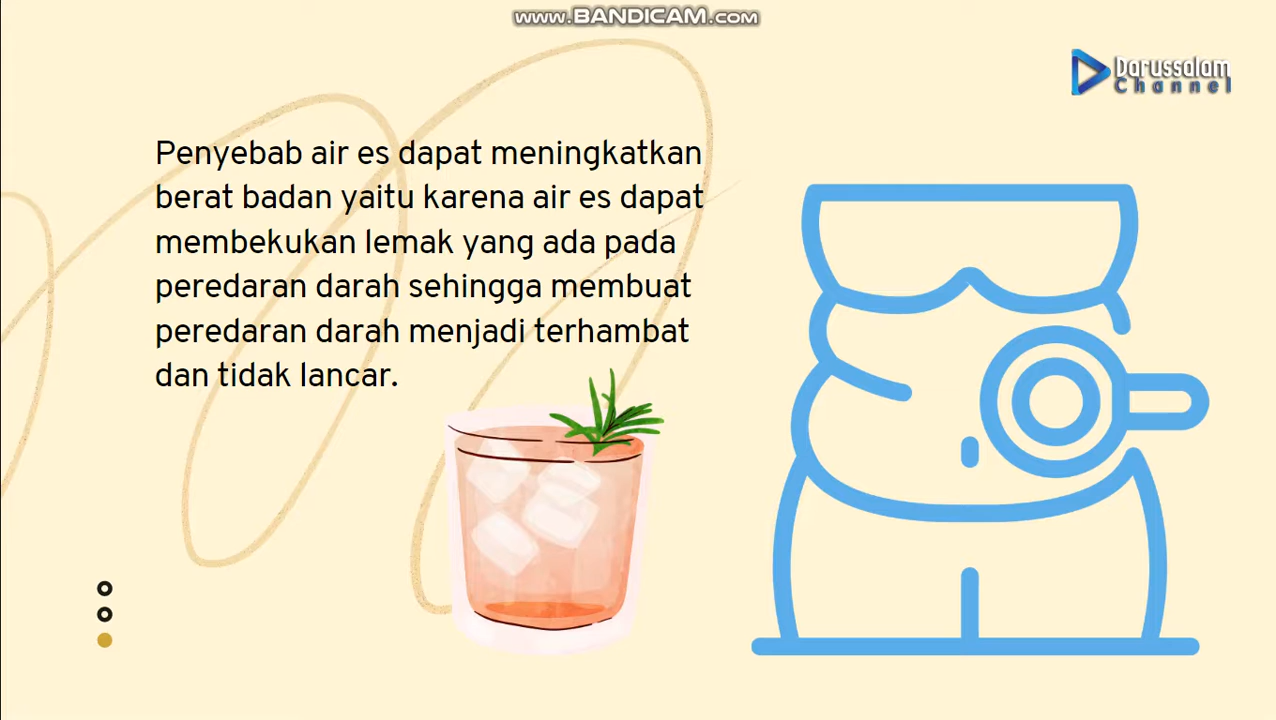 www.BANDICAM.com
Darussalam
Channel
Penyebab air es dapat meningkatkan
berat badan yaitu karena air es dapat
membekukan lemak yang ada pada
peredaran darah sehingga membuat
peredaran darah menjadi terhambat
dan tidak lancar.